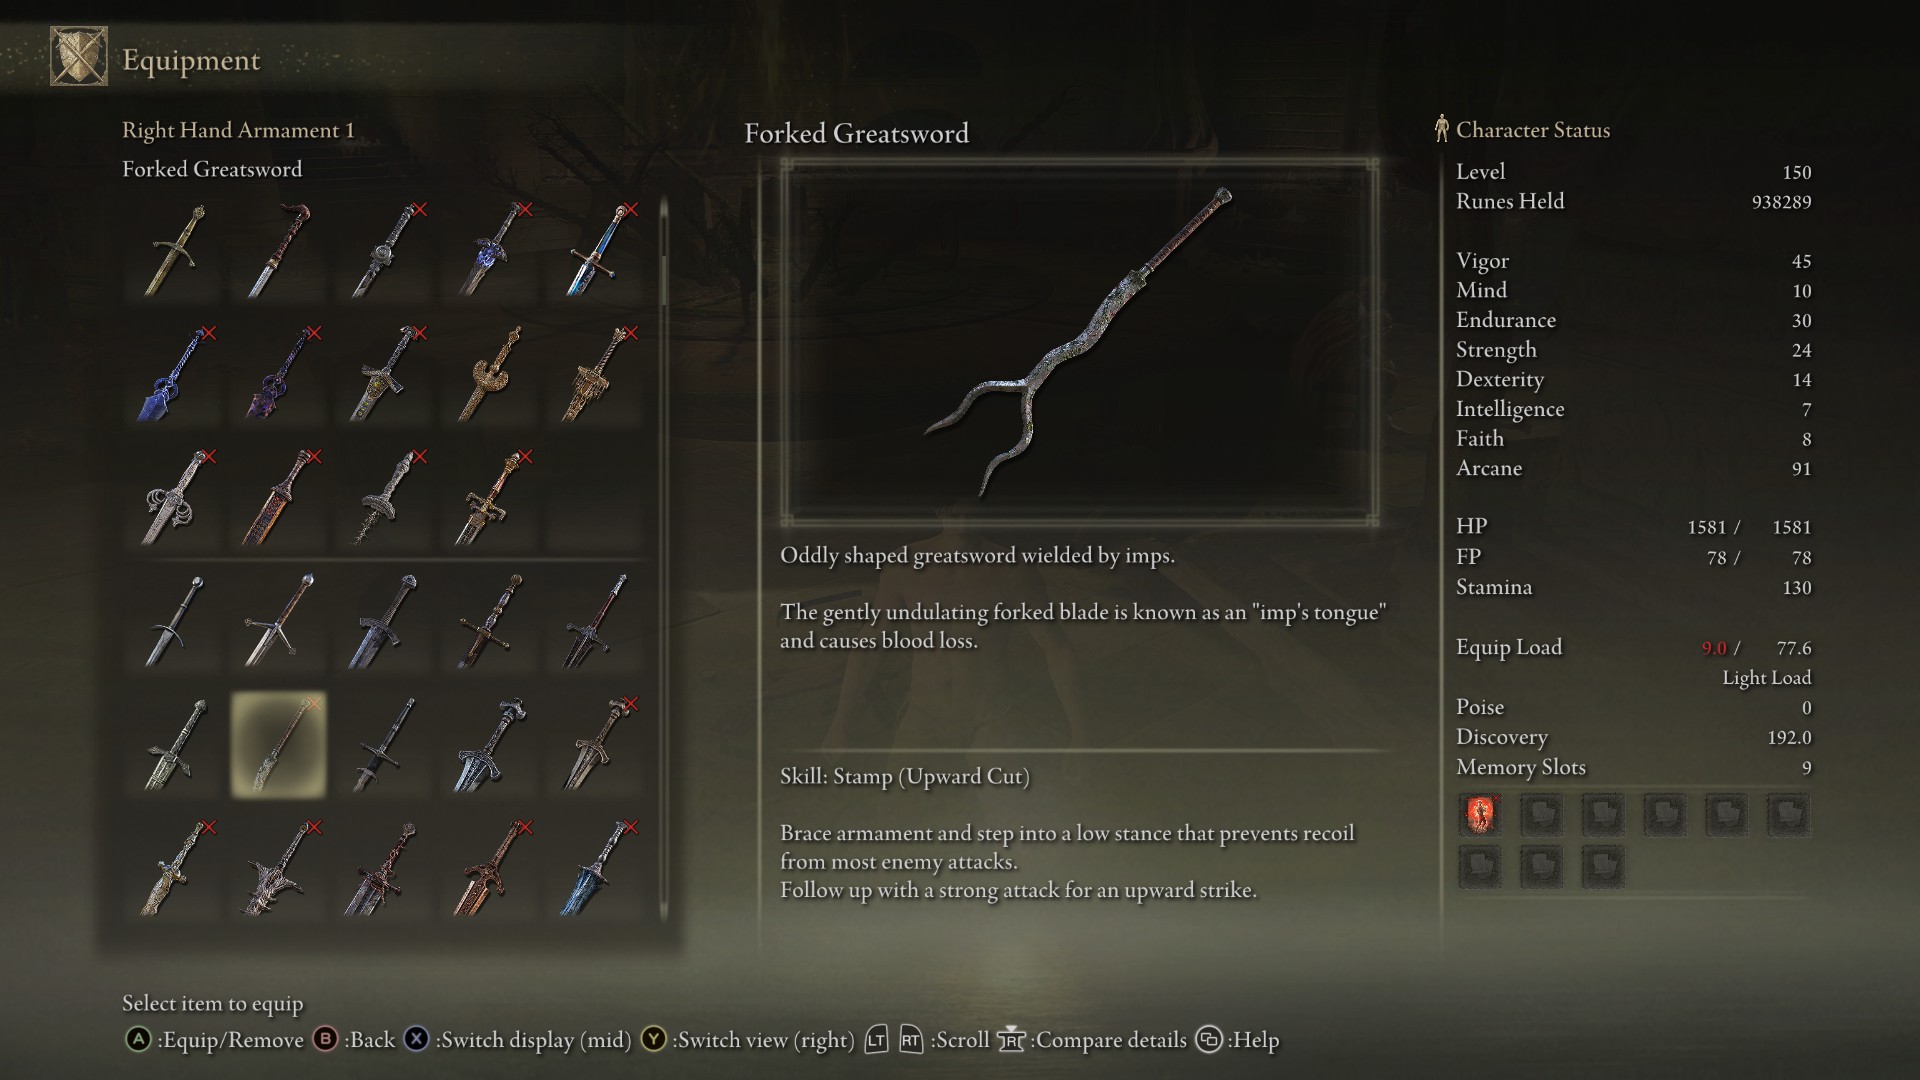 Equipment
Right Hand Armament 1
Forked Greatsword
Forked Greatsword
Oddly shaped greatsword wielded by imps.
The gently undulating forked blade is known as an "imp's tongue"
and causes blood loss.
Skill: Stamp (Upward Cut)
Brace armament and step into a low stance that prevents recoil
from most enemy attacks.
Follow up with a strong attack for an upward strike.
Character Status
Level 150
Runes Held 938289
Vigor 45
Mind 10
Endurance 30
Strength 24
Dexterity 14
Intelligence 7
Faith 8
Arcane 91
HP 1581 / 1581
FP 78 / 78
Stamina 130
Equip Load 9.0 / 77.6
Light Load
Poise 0
Discovery 192.0
Memory Slots 9
Select item to equip
A :Equip/Remove B :Back X :Switch display (mid) Y :Switch view (right) LT RT :Scroll R :Compare details :Help